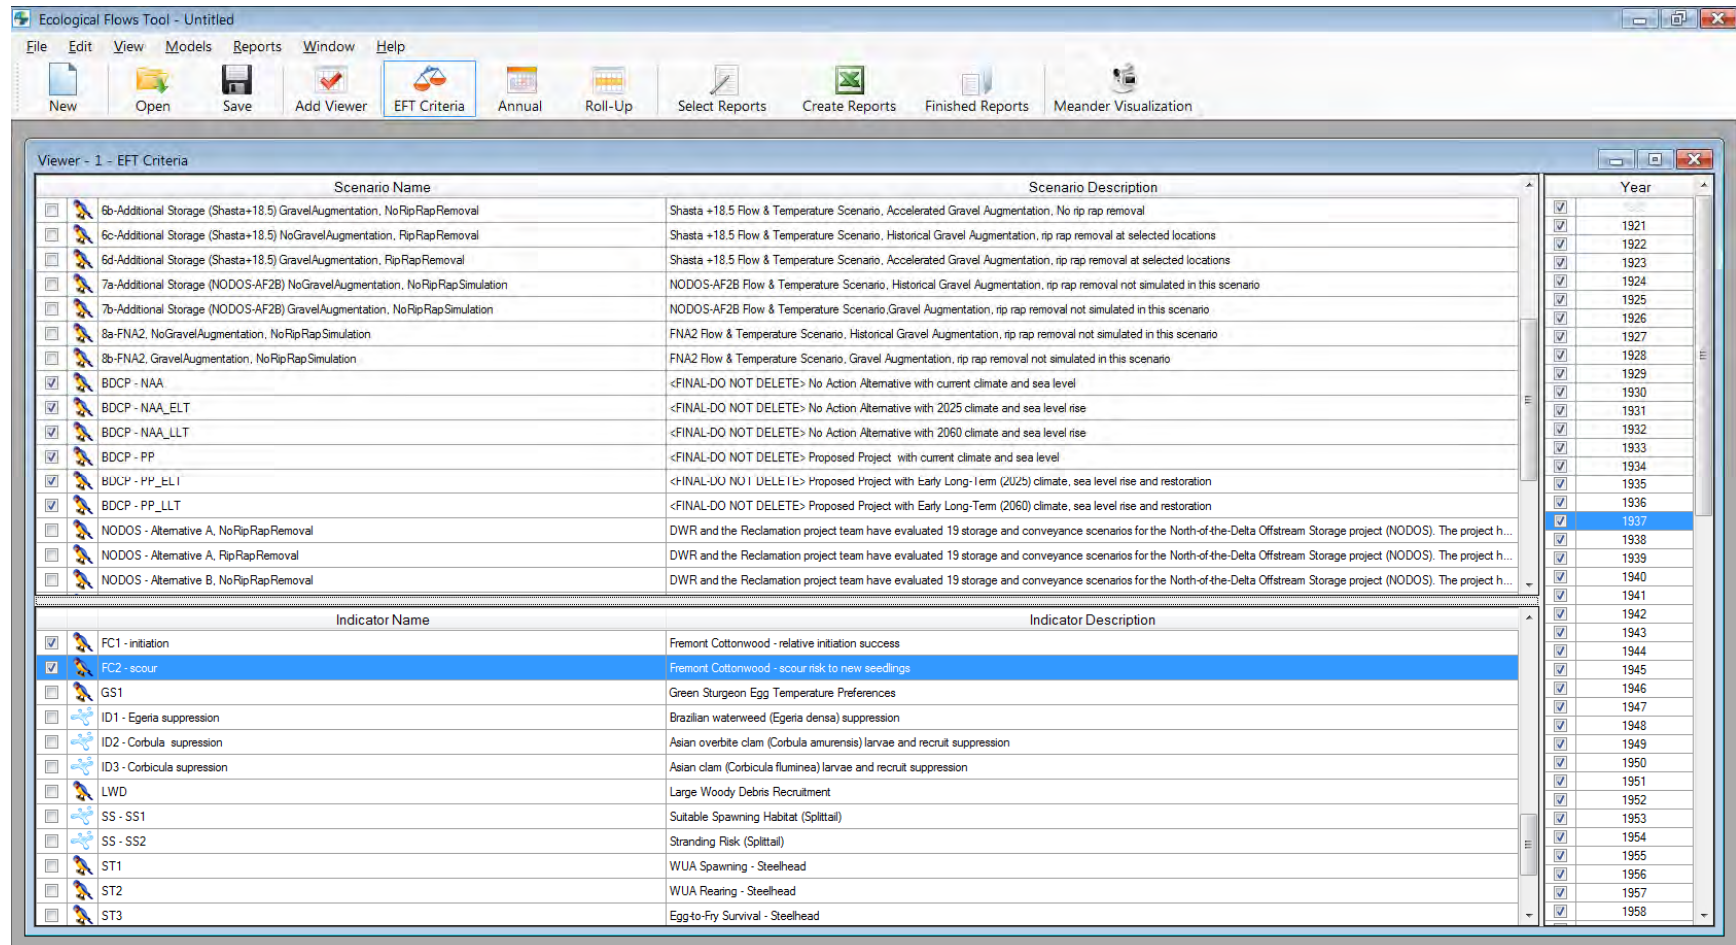 Ecological Flows Tool - Untitled
File Edit View Models Reports Window Help
New Open Save Add Viewer EFT Criteria Annual Roll-Up Select Reports Create Reports Finished Reports Meander Visualization
Viewer - 1 - EFT Criteria
Scenario Name Scenario Description
6b-Additional Storage (Shasta+18.5) GravelAugmentation, NoRipRapRemoval Shasta +18.5 Flow & Temperature Scenario, Accelerated Gravel Augmentation, No rip rap removal
6c-Additional Storage (Shasta+18.5) NoGravelAugmentation, RipRapRemoval Shasta +18.5 Flow & Temperature Scenario, Historical Gravel Augmentation, rip rap removal at selected locations
6d-Additional Storage (Shasta+18.5) GravelAugmentation, RipRapRemoval Shasta +18.5 Flow & Temperature Scenario, Accelerated Gravel Augmentation, rip rap removal at selected locations
7a-Additional Storage (NODOS-AF2B) NoGravelAugmentation, NoRipRapSimulation NODOS-AF2B Flow & Temperature Scenario, Historical Gravel Augmentation, rip rap removal not simulated in this scenario
7b-Additional Storage (NODOS-AF2B) GravelAugmentation, NoRipRapSimulation NODOS-AF2B Flow & Temperature Scenario,Gravel Augmentation, rip rap removal not simulated in this scenario
8a-FNA2, NoGravelAugmentation, NoRipRapSimulation FNA2 Flow & Temperature Scenario, Historical Gravel Augmentation, rip rap removal not simulated in this scenario
8b-FNA2, GravelAugmentation, NoRipRapSimulation FNA2 Flow & Temperature Scenario, Gravel Augmentation, rip rap removal not simulated in this scenario
BDCP - NAA <FINAL-DO NOT DELETE> No Action Alternative with current climate and sea level
BDCP - NAA_ELT <FINAL-DO NOT DELETE> No Action Alternative with 2025 climate and sea level rise
BDCP - NAA_LLT <FINAL-DO NOT DELETE> No Action Alternative with 2060 climate and sea level rise
BDCP - PP <FINAL-DO NOT DELETE> Proposed Project with current climate and sea level
BDCP - PP_ELT <FINAL-DO NOT DELETE> Proposed Project with Early Long-Term (2025) climate, sea level rise and restoration
BDCP - PP_LLT <FINAL-DO NOT DELETE> Proposed Project with Early Long-Term (2060) climate, sea level rise and restoration
NODOS - Alternative A, NoRipRapRemoval DWR and the Reclamation project team have evaluated 19 storage and conveyance scenarios for the North-of-the-Delta Offstream Storage project (NODOS). The project h...
NODOS - Alternative A, RipRapRemoval DWR and the Reclamation project team have evaluated 19 storage and conveyance scenarios for the North-of-the-Delta Offstream Storage project (NODOS). The project h...
NODOS - Alternative B, NoRipRapRemoval DWR and the Reclamation project team have evaluated 19 storage and conveyance scenarios for the North-of-the-Delta Offstream Storage project (NODOS). The project h...
Indicator Name Indicator Description
FC1 - initiation Fremont Cottonwood - relative initiation success
FC2 - scour Fremont Cottonwood - scour risk to new seedlings
GS1 Green Sturgeon Egg Temperature Preferences
ID1 - Egeria suppression Brazilian waterweed (Egeria densa) suppression
ID2 - Corbula supression Asian overbite clam (Corbula amurensis) larvae and recruit suppression
ID3 - Corbicula supression Asian clam (Corbicula fluminea) larvae and recruit suppression
LWD Large Woody Debris Recruitment
SS - SS1 Suitable Spawning Habitat (Splittail)
SS - SS2 Stranding Risk (Splittail)
ST1 WUA Spawning - Steelhead
ST2 WUA Rearing - Steelhead
ST3 Egg-to-Fry Survival - Steelhead
Year
1921
1922
1923
1924
1925
1926
1927
1928
1929
1930
1931
1932
1933
1934
1935
1936
1937
1938
1939
1940
1941
1942
1943
1944
1945
1946
1947
1948
1949
1950
1951
1952
1953
1954
1955
1956
1957
1958